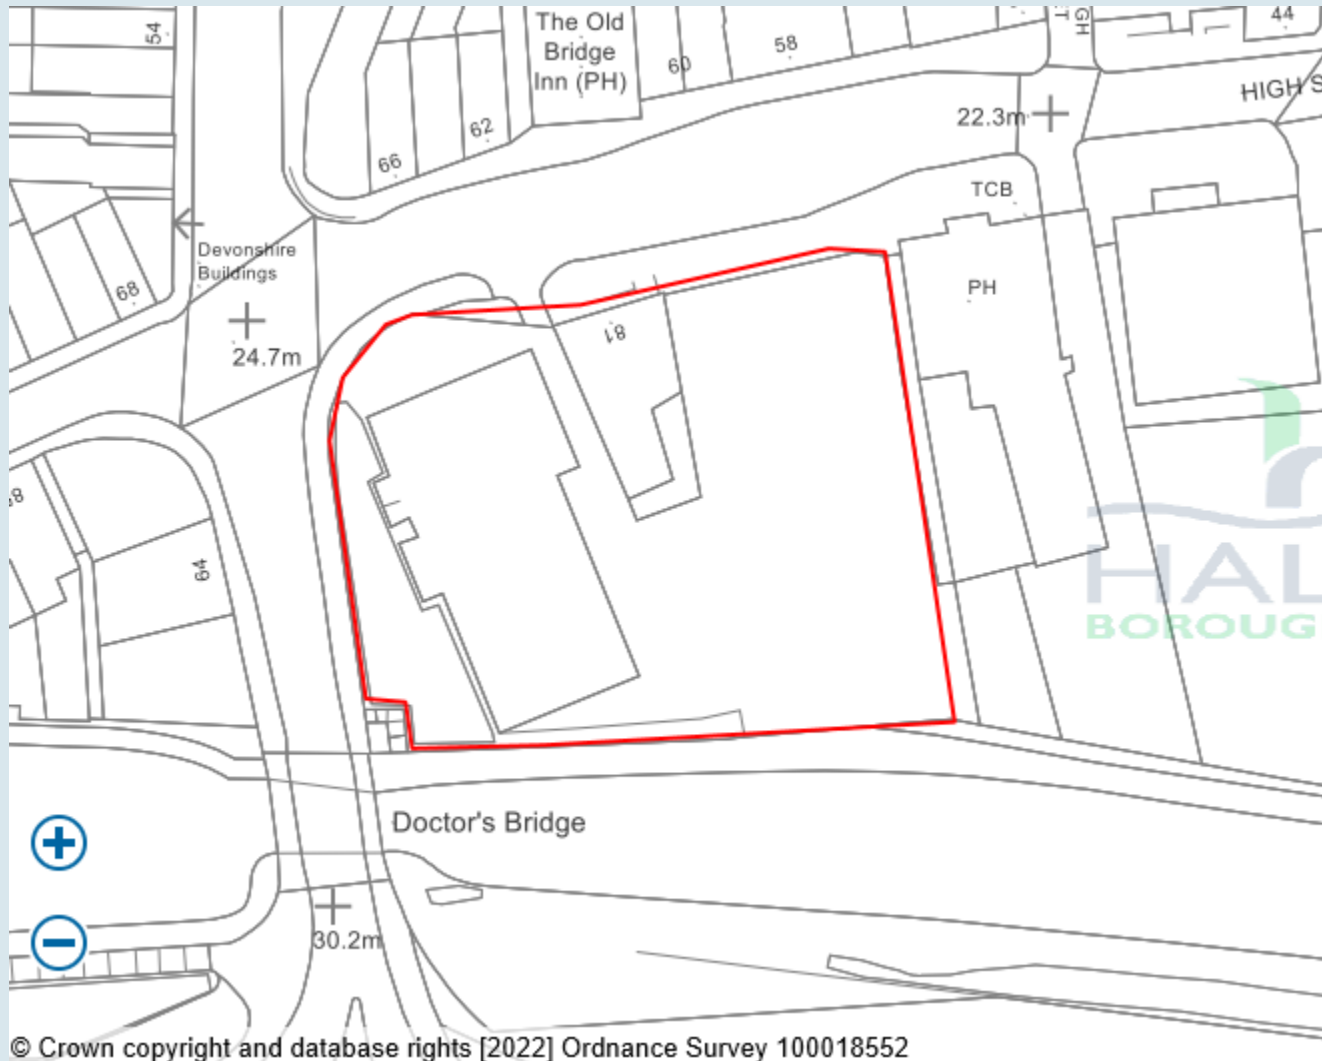 54
The Old
Bridge
Inn (PH)
60
58
44
HIGH S
22.3m
62
66
TCB
Devonshire
Buildings
68
24.7m
PH
81
64
HAL
BOROUG
Doctor's Bridge
30.2m
© Crown copyright and database rights [2022] Ordnance Survey 100018552